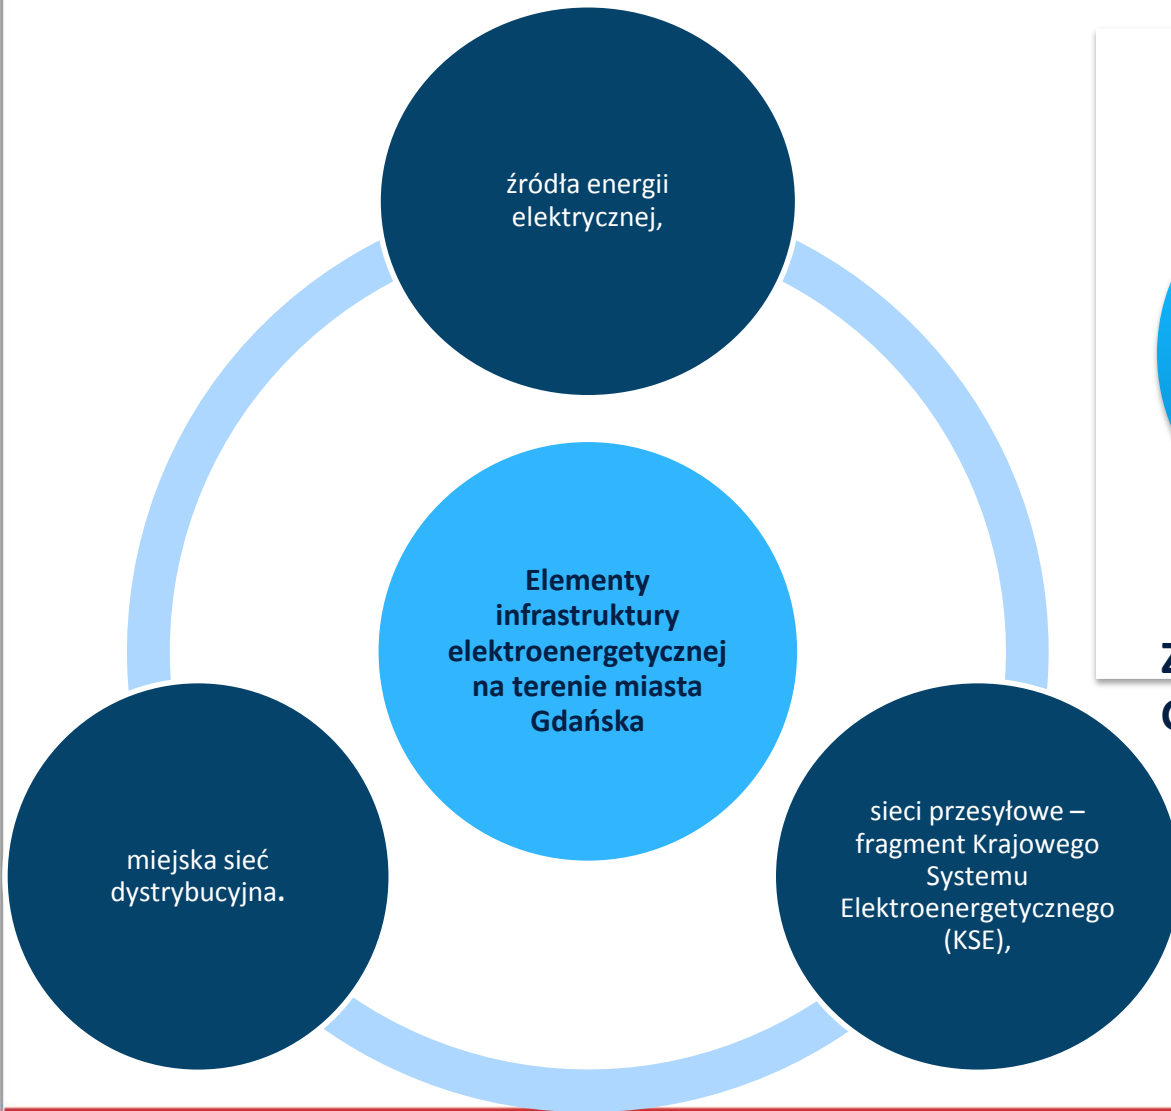 źródła energii
elektrycznej,
Elementy
infrastruktury
elektroenergetycznej
na terenie miasta
Gdańska
sieci przesyłowe –
fragment Krajowego
Systemu
Elektroenergetycznego
(KSE),
miejska sieć
dystrybucyjna.